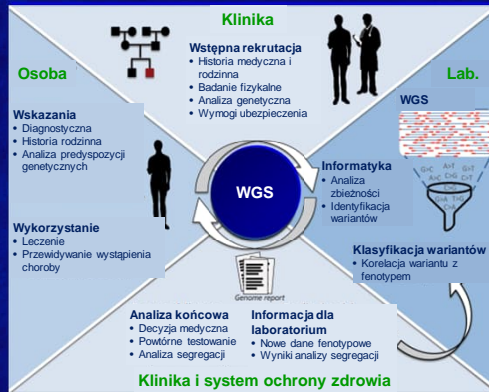 Klinika
Wstępna rekrutacja
• Historia medyczna i
rodzinna
• Badanie fizykalne
• Analiza genetyczna
• Wymogi ubezpieczenia
Osoba
Wskazania
• Diagnostyczna
• Historia rodzinna
• Analiza predyspozycji
genetycznych
Wykorzystanie
• Leczenie
• Przewidywanie wystąpienia
choroby
WGS
Lab.
WGS
Informatyka
• Analiza
zbieżności
• Identyfikacja
wariantów
Klasyfikacja wariantów
• Korelacja wariantu z
fenotypem
Genome report
Analiza końcowa
• Decyzja medyczna
• Powtórne testowanie
• Analiza segregacji
Informacja dla
laboratorium
• Nowe dane fenotypowe
• Wyniki analizy segregacji
Klinika i system ochrony zdrowia